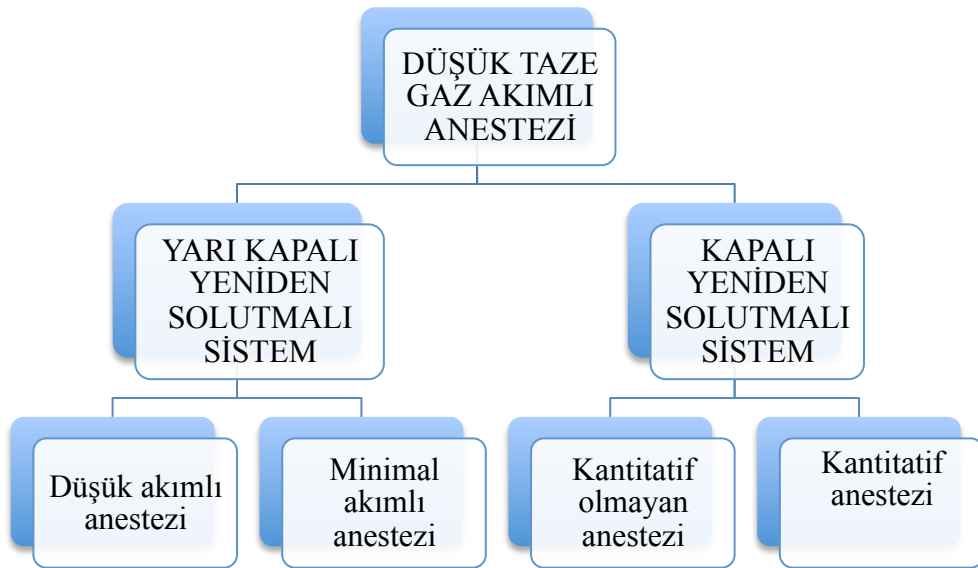 DÜŞÜK TAZE
GAZ AKIMLI
ANESTEZİ
YARI KAPALI
YENİDEN
SOLUTMALI
SİSTEM
KAPALI
YENİDEN
SOLUTMALI
SİSTEM
Düşük akımlı
anestezi
Minimal
akımlı
anestezi
Kantitatif
olmayan
anestezi
Kantitatif
anestezi